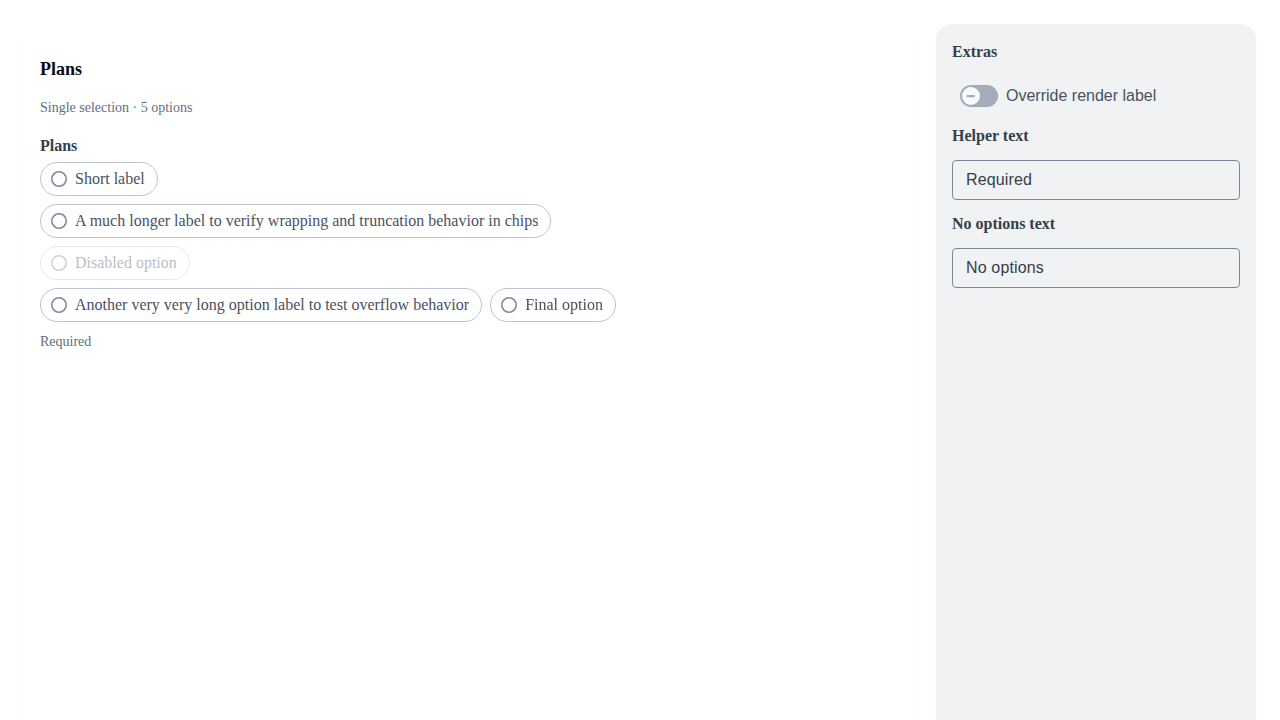 Plans
Single selection · 5 options
Plans
Short label
A much longer label to verify wrapping and truncation behavior in chips
Disabled option
Another very very long option label to test overflow behavior
Final option
Required
Extras
Override render label
Helper text
Required
No options text
No options